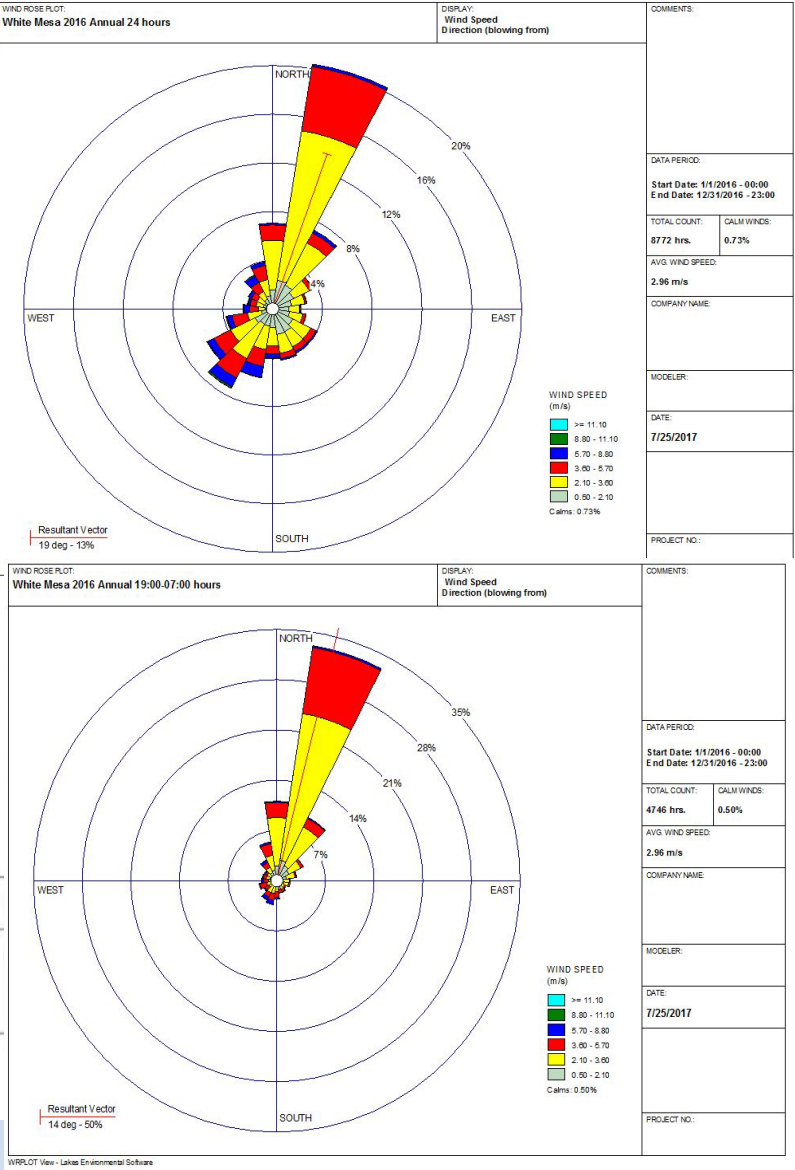 WIND ROSE PLOT:
White Mesa 2016 Annual 24 hours
DISPLAY:
Wind Speed
Direction (blowing from)
COMMENTS:
NORTH
20%
16%
12%
8%
4%
WEST
EAST
SOUTH
WIND SPEED
(m/s)
>= 11.10
8.80 - 11.10
5.70 - 8.80
3.60 - 5.70
2.10 - 3.60
0.50 - 2.10
Calms: 0.73%
Resultant Vector
19 deg - 13%
DATA PERIOD:
Start Date: 1/1/2016 - 00:00
End Date: 12/31/2016 - 23:00
TOTAL COUNT:
8772 hrs.
CALM WINDS:
0.73%
AVG. WIND SPEED:
2.96 m/s
COMPANY NAME:
MODELER:
DATE:
7/25/2017
PROJECT NO.:
WIND ROSE PLOT:
White Mesa 2016 Annual 19:00-07:00 hours
DISPLAY:
Wind Speed
Direction (blowing from)
COMMENTS:
NORTH
35%
28%
21%
14%
7%
WEST
EAST
SOUTH
WIND SPEED
(m/s)
>= 11.10
8.80 - 11.10
5.70 - 8.80
3.60 - 5.70
2.10 - 3.60
0.50 - 2.10
Calms: 0.50%
Resultant Vector
14 deg - 50%
DATA PERIOD:
Start Date: 1/1/2016 - 00:00
End Date: 12/31/2016 - 23:00
TOTAL COUNT:
4746 hrs.
CALM WINDS:
0.50%
AVG. WIND SPEED:
2.96 m/s
COMPANY NAME:
MODELER:
DATE:
7/25/2017
PROJECT NO.:
WRPLOT View - Lakes Environmental Software